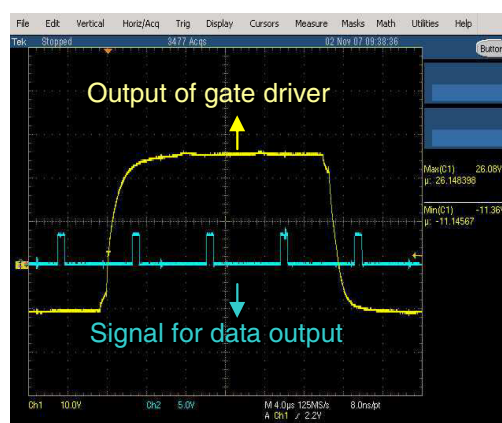 File Edit Vertical Horiz/Acq Trig Display Cursors Measure Masks Math Utilities Help
Tek Stopped 3477 Acqs 02 Nov 07 09:38:36
Button
Output of gate driver
Max(C1) 26.08V
µ: 26.148398
Min(C1) -11.36V
µ: -11.14567
Signal for data output
Ch1 10.0V Ch2 5.0V M 4.0µs 125MS/s 8.0ns/pt
A Ch1 2.2V